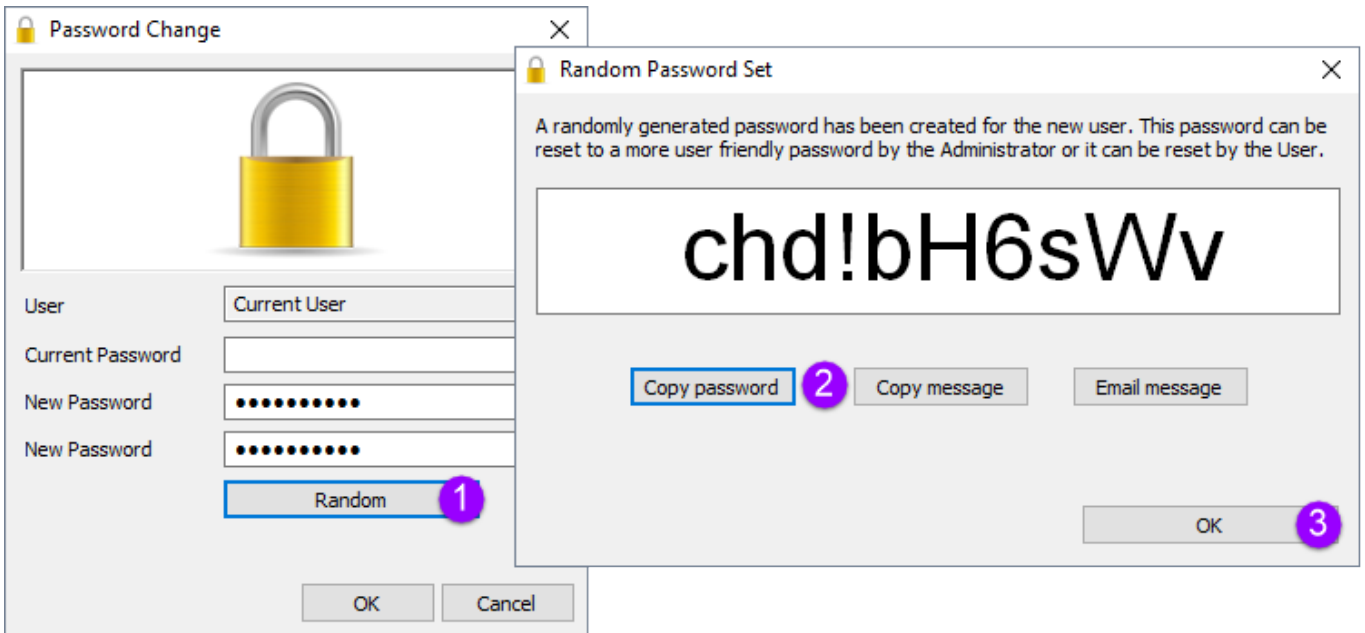 Password Change
User
Current User
Current Password
New Password
••••••••••
New Password
••••••••••
Random
1
OK
Cancel
Random Password Set
A randomly generated password has been created for the new user. This password can be
reset to a more user friendly password by the Administrator or it can be reset by the User.
chd!bH6sWv
Copy password
2
Copy message
Email message
OK
3